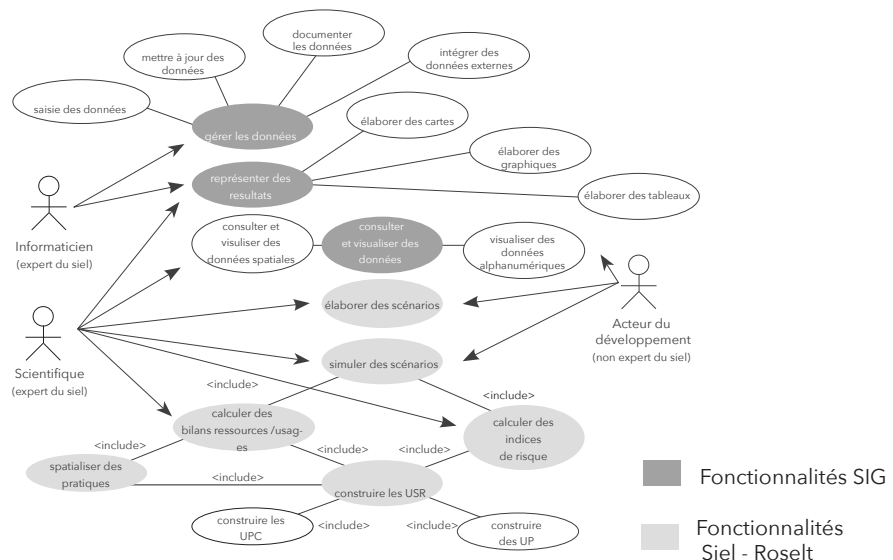 documenter
les données
mettre à jour des
données
intégrer des
données externes
saisie des données
gérer les données
élaborer des cartes
élaborer des
graphiques
représenter des
resultats
élaborer des tableaux
Informaticien
(expert du siel)
consulter et
visuliser des
données spatiales
consulter
et visualiser des
données
visualiser des
données
alphanumériques
élaborer des scénarios
Acteur du
développement
(non expert du siel)
Scientifique
(expert du siel)
simuler des scénarios
<include>
<include>
calculer des
bilans ressources /usag-
es
calculer des
indices
de risque
<include>
<include>
<include>
spatialiser des
pratiques
<include>
construire les USR
construire les
UPC
<include>
<include>
construire
des UP
Fonctionnalités SIG
Fonctionnalités
Siel - Roselt